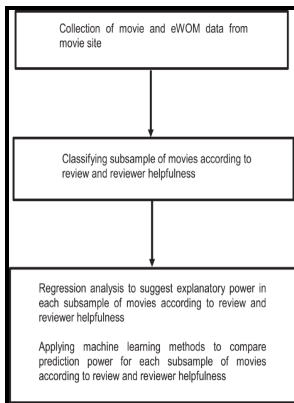 Collection of movie and eWOM data from
movie site
Classifying subsample of movies according to
review and reviewer helpfulness
Regression analysis to suggest explanatory power in
each subsample of movies according to review and
reviewer helpfulness
Applying machine learning methods to compare
prediction power for each subsample of movies
according to review and reviewer helpfulness